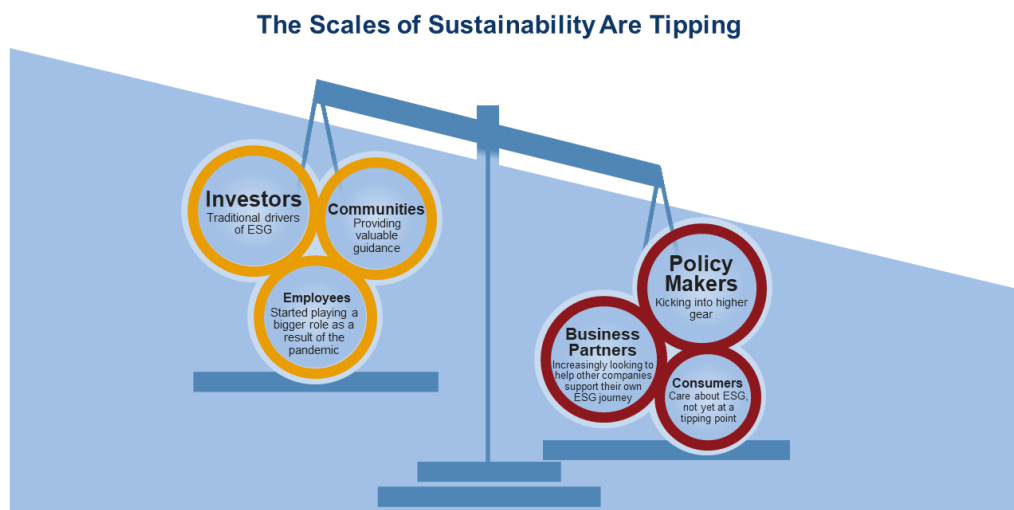 The Scales of Sustainability Are Tipping
Investors
Traditional drivers
of ESG
Communities
Providing
valuable
guidance
Employees
Started playing a
bigger role as a
result of the
pandemic
Policy
Makers
Kicking into higher
gear
Business
Partners
Increasingly looking to
help other companies
support their own
ESG journey
Consumers
Care about ESG,
not yet at a
tipping point